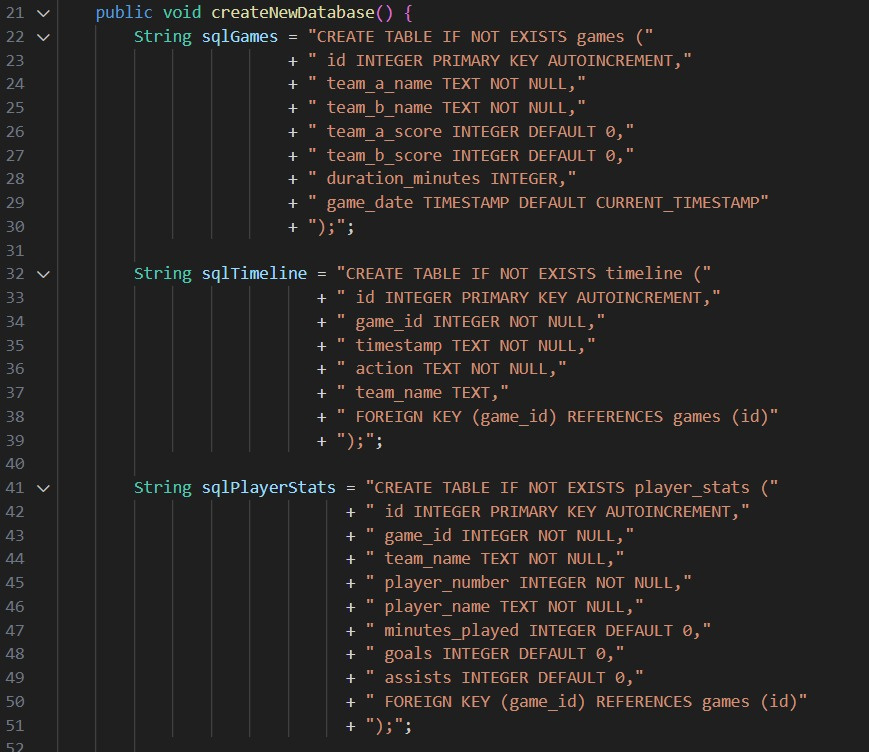 21 public void createNewDatabase() {
22 String sqlGames = "CREATE TABLE IF NOT EXISTS games ("
23 + " id INTEGER PRIMARY KEY AUTOINCREMENT,"
24 + " team_a_name TEXT NOT NULL,"
25 + " team_b_name TEXT NOT NULL,"
26 + " team_a_score INTEGER DEFAULT 0,"
27 + " team_b_score INTEGER DEFAULT 0,"
28 + " duration_minutes INTEGER,"
29 + " game_date TIMESTAMP DEFAULT CURRENT_TIMESTAMP"
30 + ");";
31
32 String sqlTimeline = "CREATE TABLE IF NOT EXISTS timeline ("
33 + " id INTEGER PRIMARY KEY AUTOINCREMENT,"
34 + " game_id INTEGER NOT NULL,"
35 + " timestamp TEXT NOT NULL,"
36 + " action TEXT NOT NULL,"
37 + " team_name TEXT,"
38 + " FOREIGN KEY (game_id) REFERENCES games (id)"
39 + ");";
40
41 String sqlPlayerStats = "CREATE TABLE IF NOT EXISTS player_stats ("
42 + " id INTEGER PRIMARY KEY AUTOINCREMENT,"
43 + " game_id INTEGER NOT NULL,"
44 + " team_name TEXT NOT NULL,"
45 + " player_number INTEGER NOT NULL,"
46 + " player_name TEXT NOT NULL,"
47 + " minutes_played INTEGER DEFAULT 0,"
48 + " goals INTEGER DEFAULT 0,"
49 + " assists INTEGER DEFAULT 0,"
50 + " FOREIGN KEY (game_id) REFERENCES games (id)"
51 + ");";
52